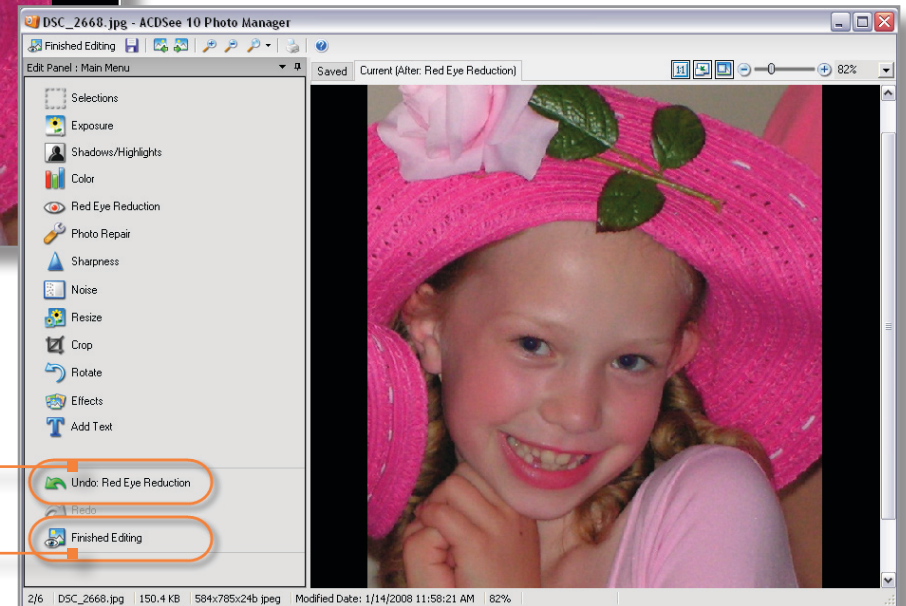 DSC_2668.jpg - ACDSee 10 Photo Manager
Finished Editing
Edit Panel : Main Menu
Saved Current (After: Red Eye Reduction) 1:1 82%
Selections
Exposure
Shadows/Highlights
Color
Red Eye Reduction
Photo Repair
Sharpness
Noise
Resize
Crop
Rotate
Effects
Add Text
Undo: Red Eye Reduction
Redo
Finished Editing
2/6 DSC_2668.jpg 150.4 KB 584x785x24b jpeg Modified Date: 1/14/2008 11:58:21 AM 82%